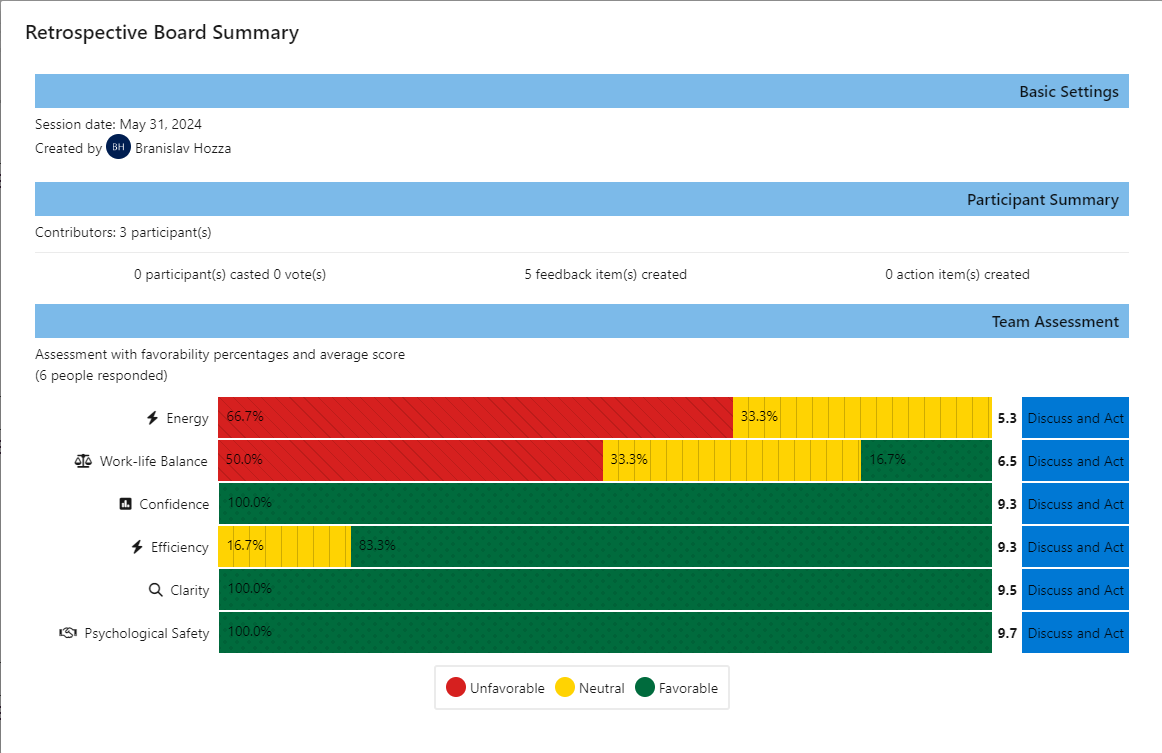 Retrospective Board Summary
Basic Settings
Session date: May 31, 2024
Created by BH Branislav Hozza
Participant Summary
Contributors: 3 participant(s)
0 participant(s) casted 0 vote(s) 5 feedback item(s) created 0 action item(s) created
Team Assessment
Assessment with favorability percentages and average score
(6 people responded)
Energy 66.7% 33.3% 5.3 Discuss and Act
Work-life Balance 50.0% 33.3% 16.7% 6.5 Discuss and Act
Confidence 100.0% 9.3 Discuss and Act
Efficiency 16.7% 83.3% 9.3 Discuss and Act
Clarity 100.0% 9.5 Discuss and Act
Psychological Safety 100.0% 9.7 Discuss and Act
Unfavorable Neutral Favorable